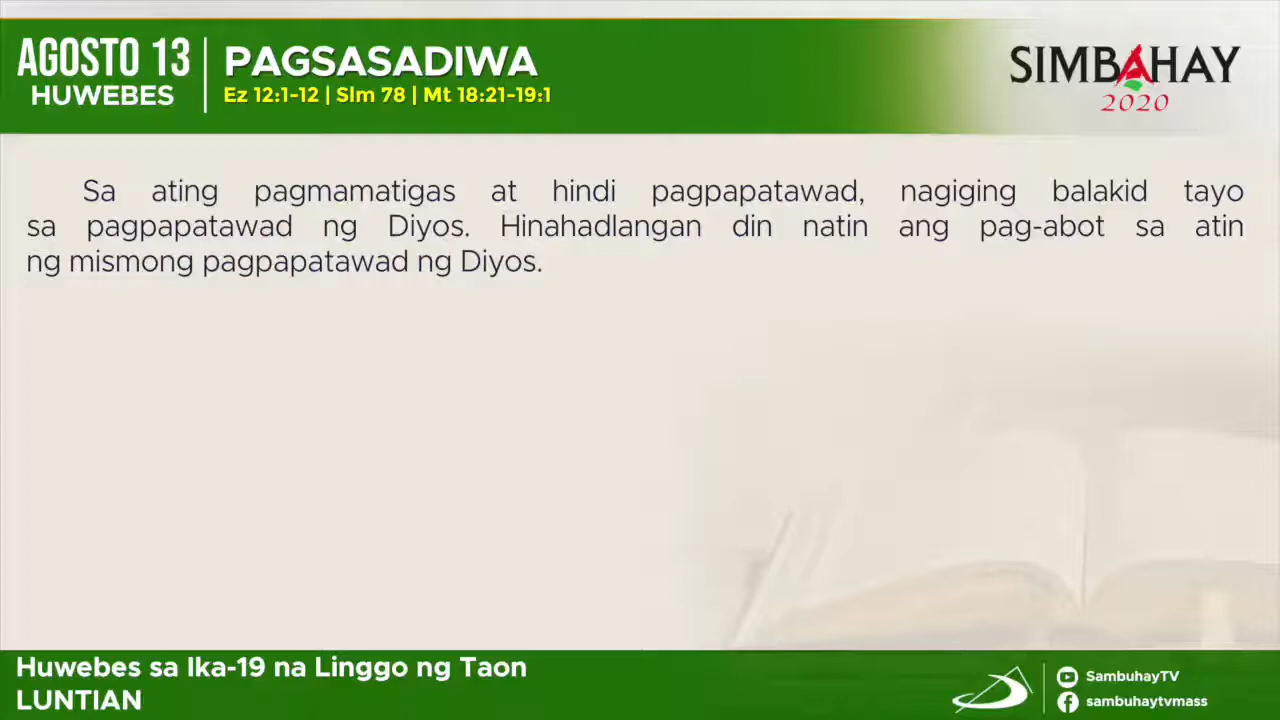 AGOSTO 13
HUWEBES
PAGSASADIWA
Ez 12:1-12 | Slm 78 | Mt 18:21-19:1
SIMBAHAY
2020
Sa ating pagmamatigas at hindi pagpapatawad, nagiging balakid tayo
sa pagpapatawad ng Diyos. Hinahadlangan din natin ang pag-abot sa atin
ng mismong pagpapatawad ng Diyos.
Huwebes sa Ika-19 na Linggo ng Taon
LUNTIAN
SambuhayTV
sambuhaytvmass